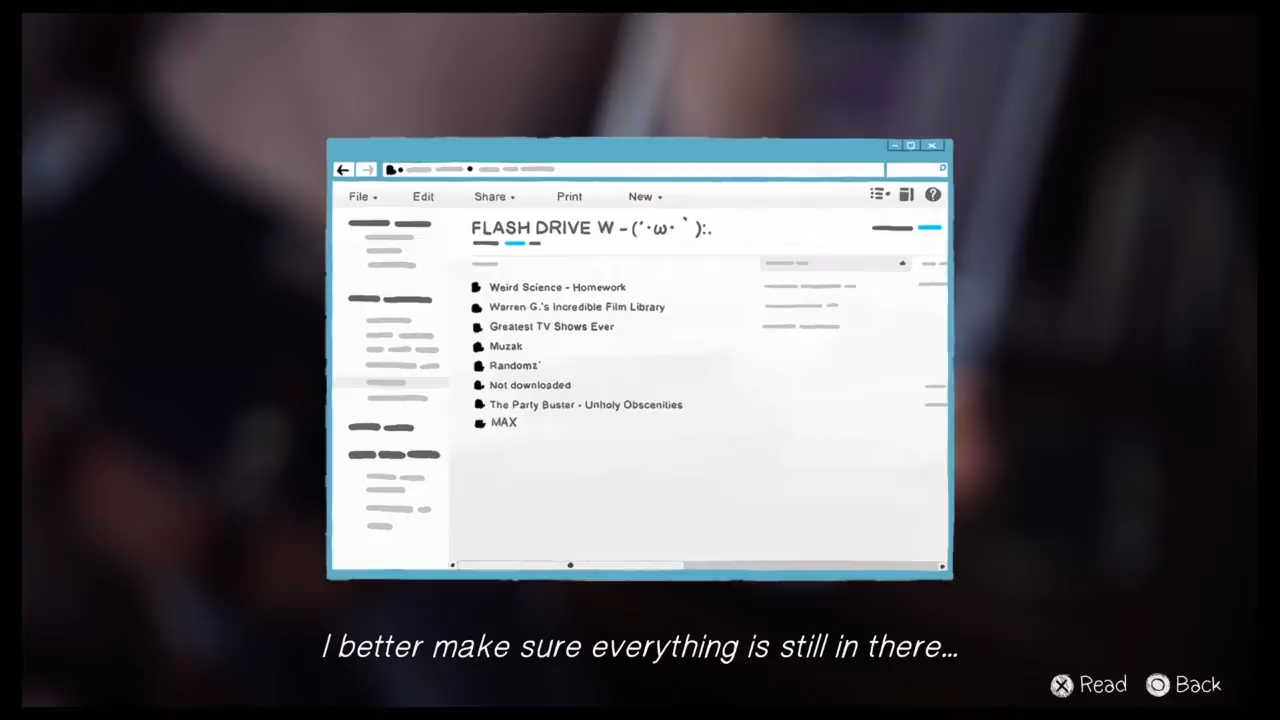 File Edit Share Print New
FLASH DRIVE W - (´･ω･`):.
Weird Science - Homework
Warren G.'s Incredible Film Library
Greatest TV Shows Ever
Muzak
Randomz'
Not downloaded
The Party Buster - Unholy Obscenities
MAX
I better make sure everything is still in there...
Read Back